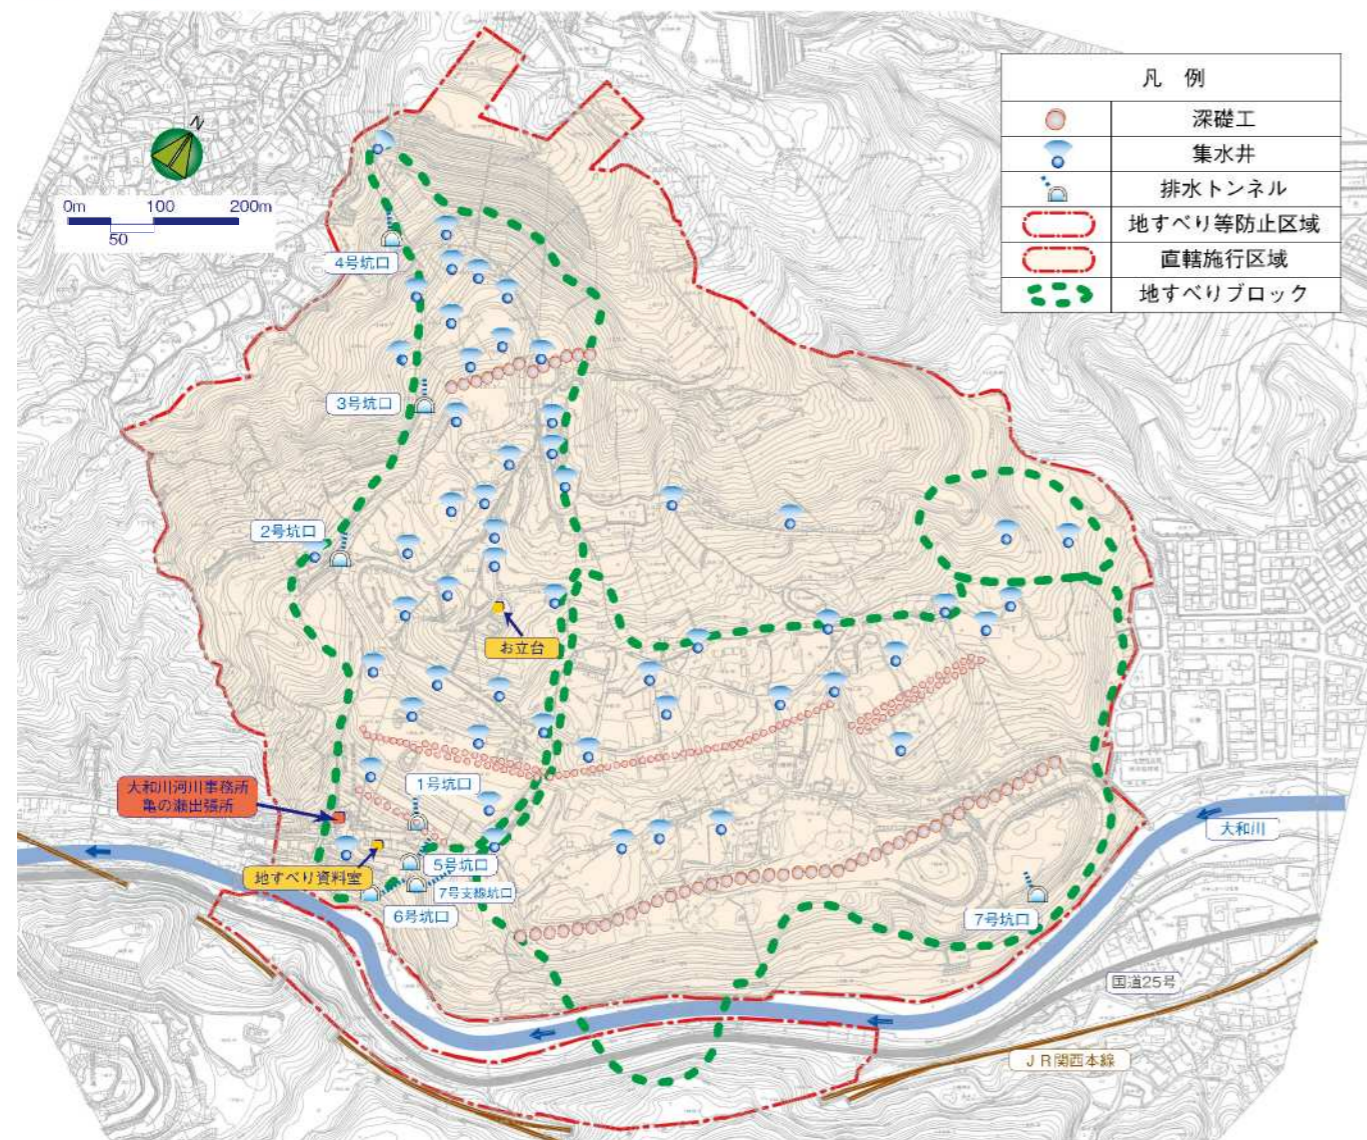 凡 例
深礎工
集水井
排水トンネル
地すべり等防止区域
直轄施行区域
地すべりブロック
N
0m 100 200m
50
4号坑口
3号坑口
2号坑口
お立台
大和川河川事務所
亀の瀬出張所
1号坑口
大和川
地すべり資料室
5号坑口
7号支線坑口
6号坑口
7号坑口
国道25号
JR関西本線